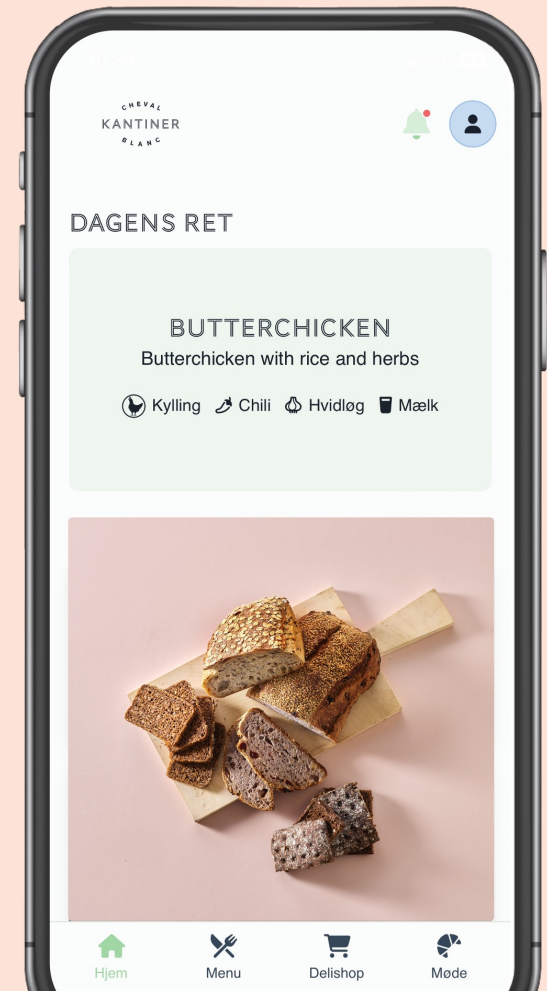 CHEVAL
KANTINER
BLANC
DAGENS RET
BUTTERCHICKEN
Butterchicken with rice and herbs
Kylling Chili Hvidløg Mælk
Hjem Menu Delishop Møde